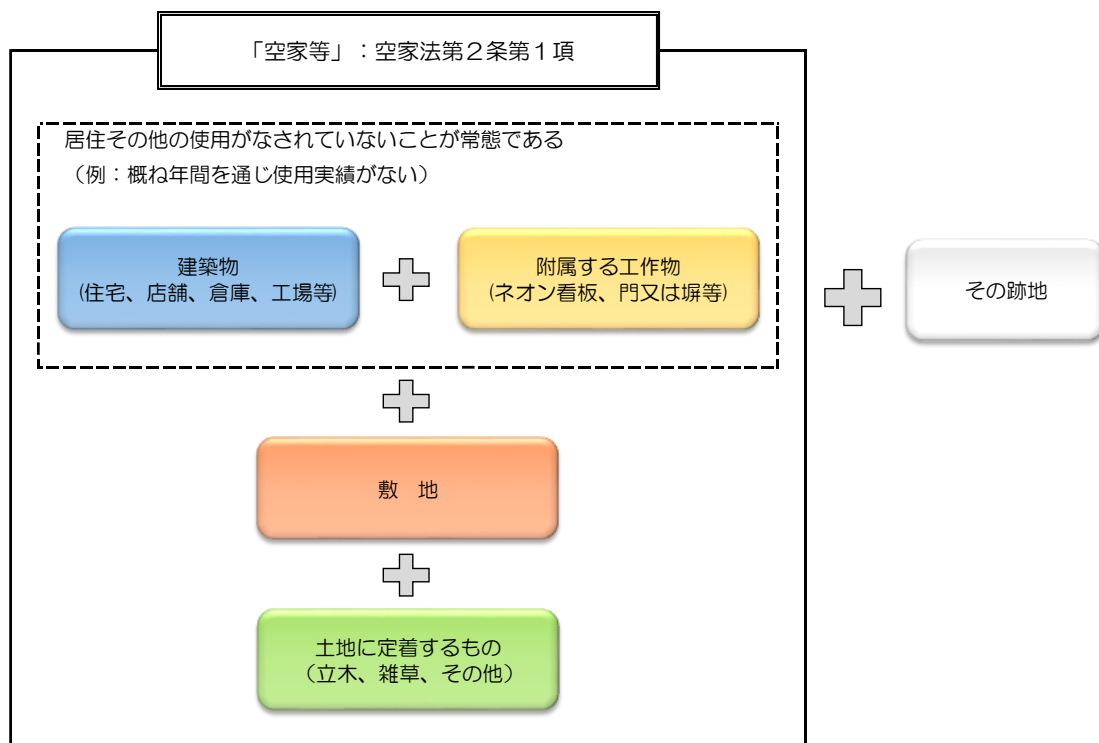 「空家等」：空家法第２条第１項
居住その他の使用がなされていないことが常態である
（例：概ね年間を通じ使用実績がない）
建築物
(住宅、店舗、倉庫、工場等)
附属する工作物
(ネオン看板、門又は塀等)
その跡地
敷　地
土地に定着するもの
（立木、雑草、その他）